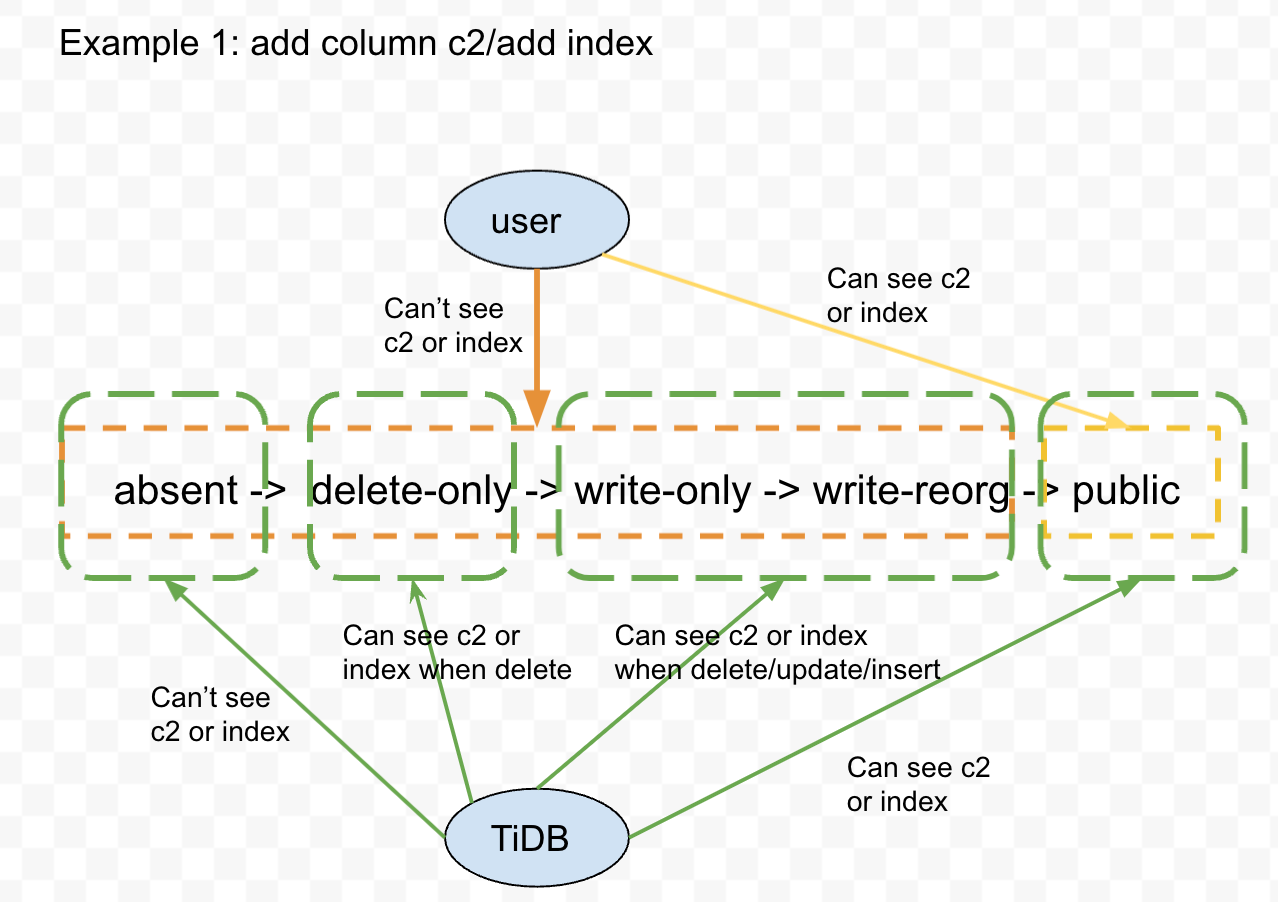 Example 1: add column c2/add index
user
Can see c2
or index
Can’t see
c2 or index
absent -> delete-only -> write-only -> write-reorg -> public
Can see c2 or
index when delete
Can see c2 or index
when delete/update/insert
Can’t see
c2 or index
Can see c2
or index
TiDB